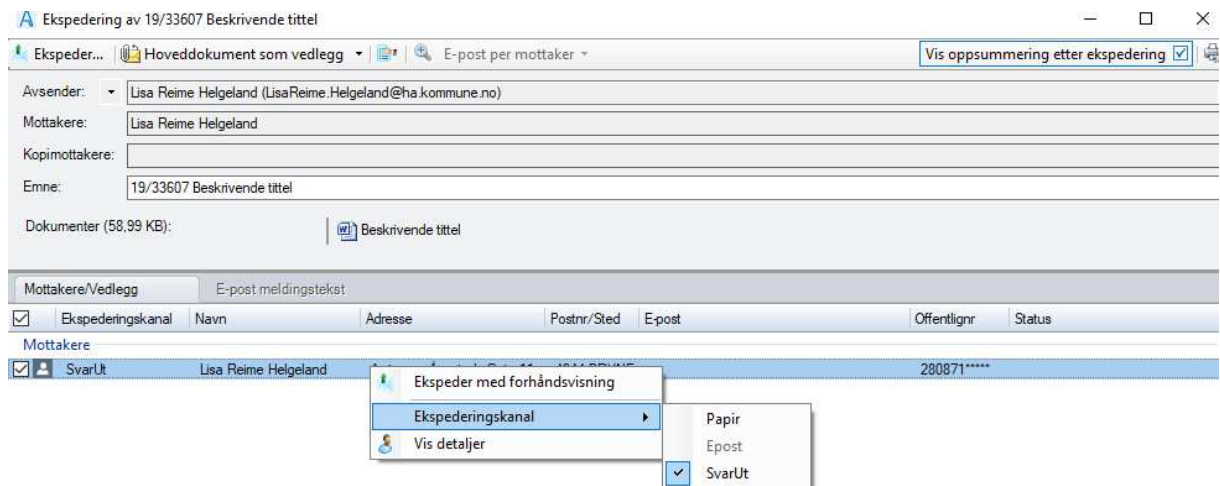 Ekspedering av 19/33607 Beskrivende tittel
Ekspeder... Hoveddokument som vedlegg E-post per mottaker Vis oppsummering etter ekspedering
Avsender: Lisa Reime Helgeland (LisaReime.Helgeland@ha.kommune.no)
Mottakere: Lisa Reime Helgeland
Kopimottakere:
Emne: 19/33607 Beskrivende tittel
Dokumenter (58,99 KB): Beskrivende tittel
Mottakere/Vedlegg E-post meldingstekst
Ekspederingskanal Navn Adresse Postnr/Sted E-post Offentlignr Status
Mottakere
SvarUt Lisa Reime Helgeland 280871*****
Ekspeder med forhåndsvisning
Ekspederingskanal
Vis detaljer
Papir
Epost
SvarUt